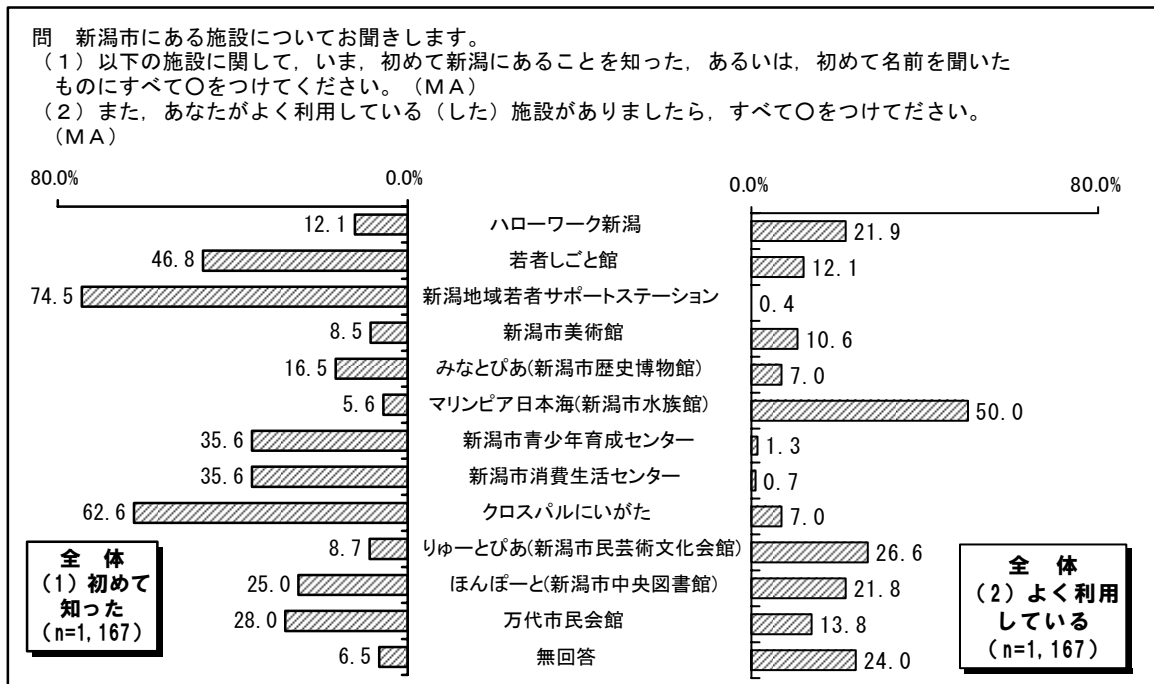 問　新潟市にある施設についてお聞きします。
（１）以下の施設に関して，いま，初めて新潟にあることを知った，あるいは，初めて名前を聞いた
ものにすべて〇をつけてください。（ＭＡ）
（２）また，あなたがよく利用している（した）施設がありましたら，すべて〇をつけてださい。
（ＭＡ）
80.0% 0.0% 0.0% 80.0%
12.1 ハローワーク新潟 21.9
46.8 若者しごと館 12.1
74.5 新潟地域若者サポートステーション 0.4
8.5 新潟市美術館 10.6
16.5 みなとぴあ(新潟市歴史博物館) 7.0
5.6 マリンピア日本海(新潟市水族館) 50.0
35.6 新潟市青少年育成センター 1.3
35.6 新潟市消費生活センター 0.7
62.6 クロスパルにいがた 7.0
8.7 りゅーとぴあ(新潟市民芸術文化会館) 26.6
25.0 ほんぽーと(新潟市中央図書館) 21.8
28.0 万代市民会館 13.8
6.5 無回答 24.0
全　体
（1）初めて
知った
（n=1,167）
全　体
（2）よく利用
している
（n=1,167）